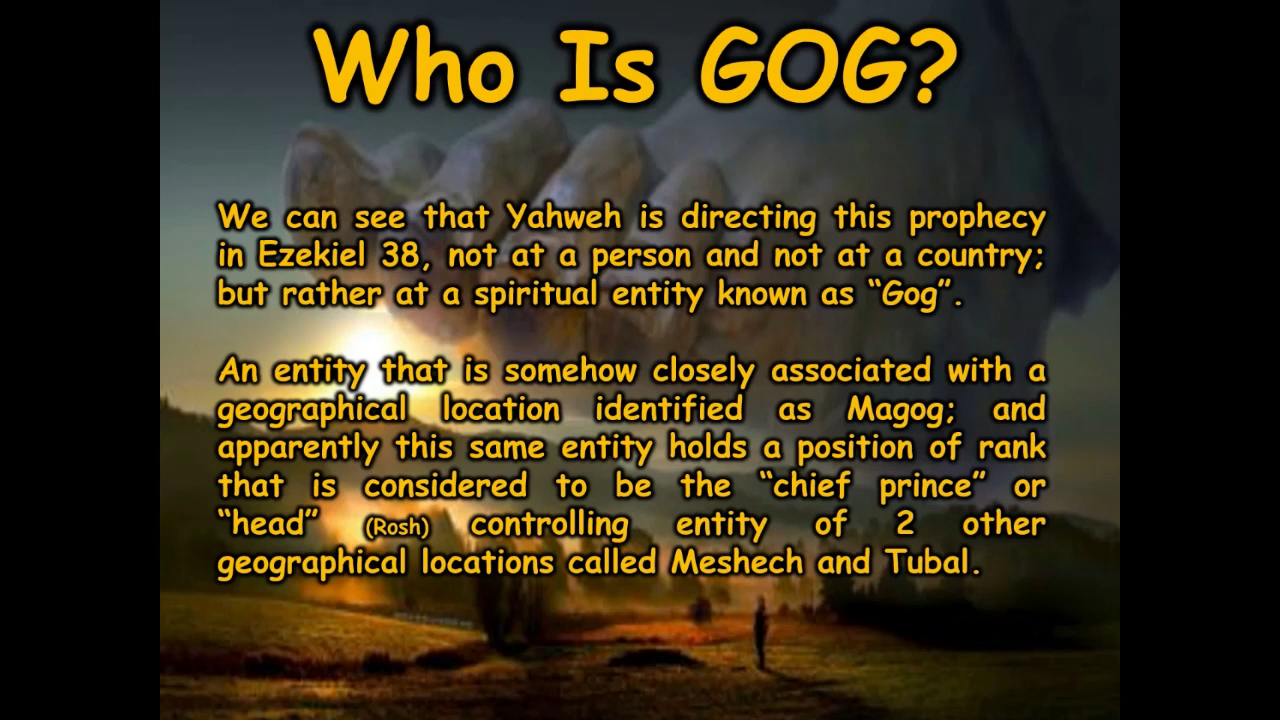 Who Is GOG?
We can see that Yahweh is directing this prophecy
in Ezekiel 38, not at a person and not at a country;
but rather at a spiritual entity known as “Gog”.
An entity that is somehow closely associated with a
geographical location identified as Magog; and
apparently this same entity holds a position of rank
that is considered to be the “chief prince” or
“head” (Rosh) controlling entity of 2 other
geographical locations called Meshech and Tubal.